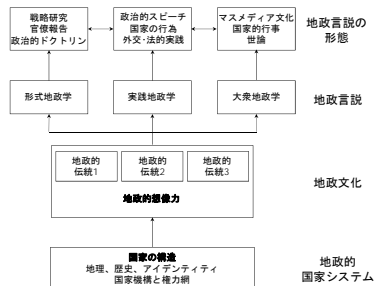 戦略研究
官僚報告
政治的ドクトリン
政治的スピーチ
国家の行為
外交･法的実践
マスメディア文化
国家的行事
世論
地政言説の
形態
形式地政学
実践地政学
大衆地政学
地政言説
地政的
伝統1
地政的
伝統2
地政的
伝統3
地政的想像力
地政文化
国家の構造
地理、歴史、アイデンティティ
国家機構と権力網
地政的
国家システム